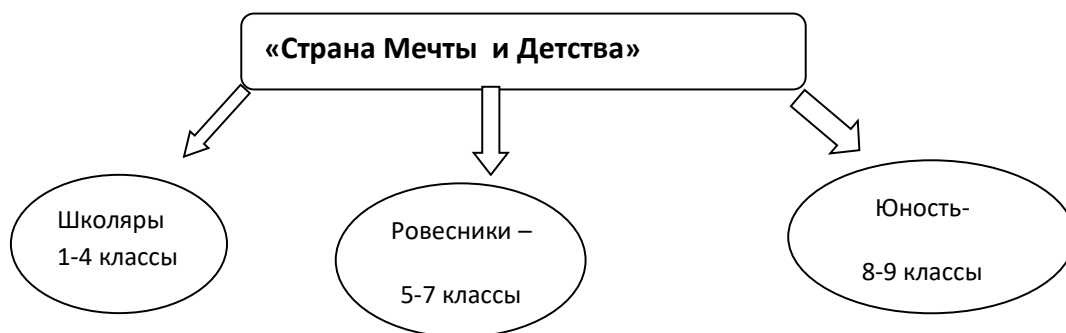 «Страна Мечты и Детства»
Школяры
1-4 классы
Ровесники –
5-7 классы
Юность-
8-9 классы